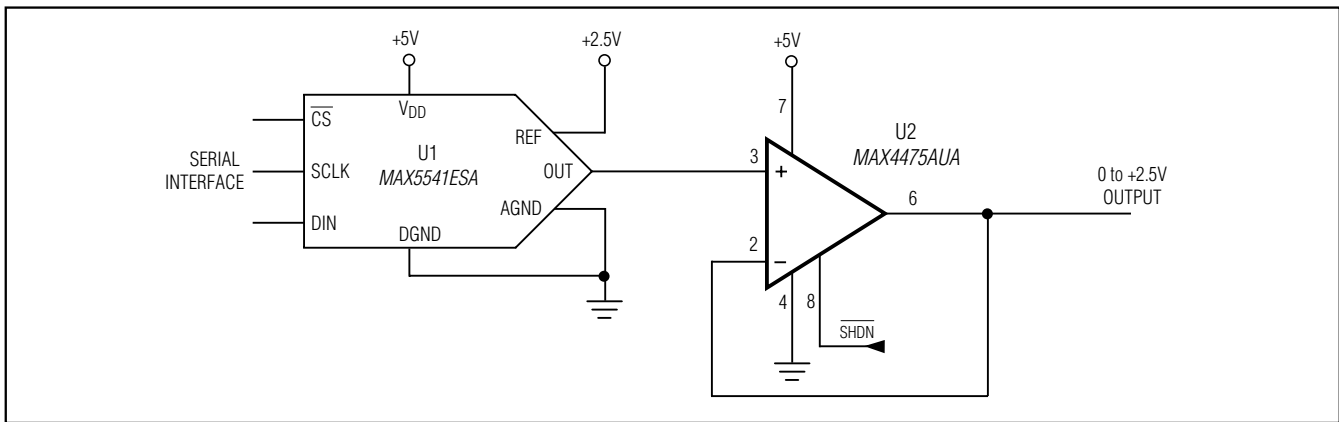 +5V
+2.5V
+5V
CS
VDD
7
REF
U1
MAX5541ESA
U2
MAX4475AUA
SERIAL
INTERFACE
SCLK
OUT
3
+
0 to +2.5V
OUTPUT
6
AGND
DIN
DGND
2
−
4
8
SHDN